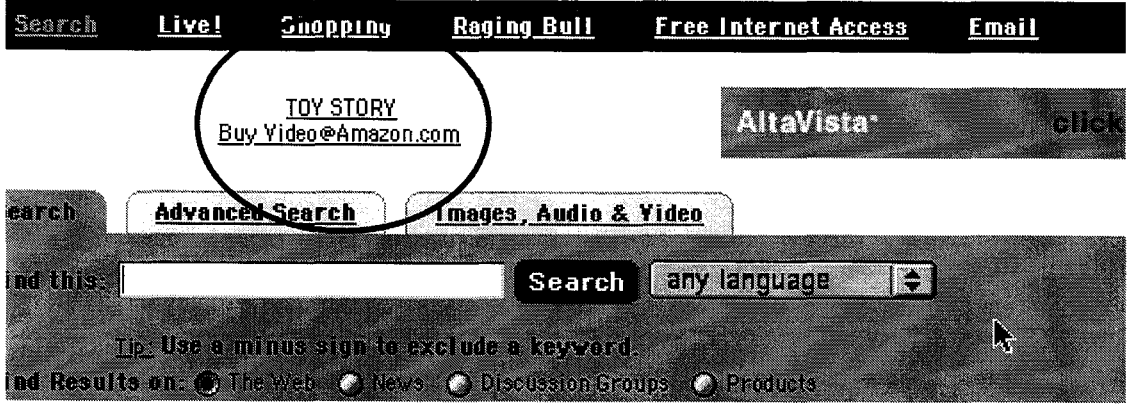 Search Live! Shopping Raging Bull Free Internet Access Email
TOY STORY
Buy Video@Amazon.com
AltaVista click
earch Advanced Search Images, Audio & Video
ind this: Search any language
Tip: Use a minus sign to exclude a keyword.
ind Results on: The Web News Discussion Groups Products